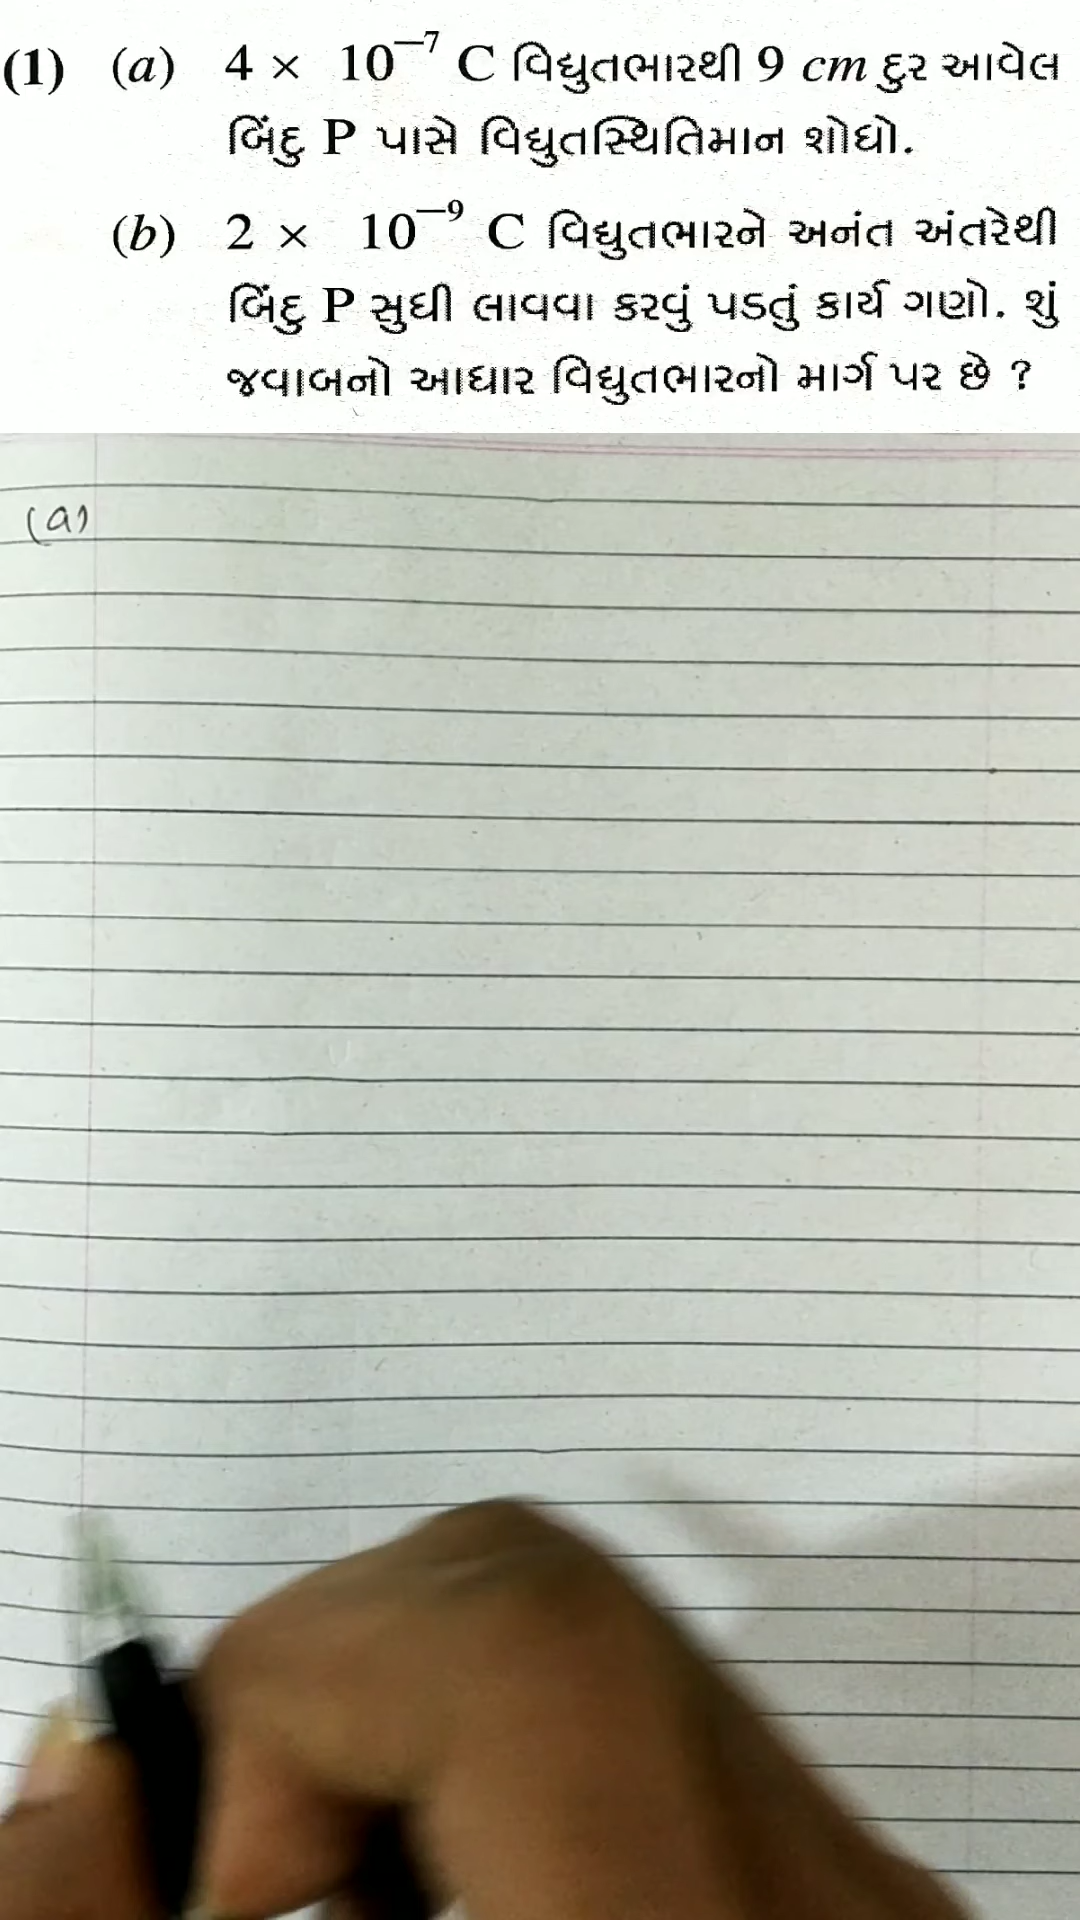 (1) (a) 4 × 10⁻⁷ C વિદ્યુતભારથી 9 cm દુર આવેલ
બિંદુ P પાસે વિદ્યુતસ્થિતિમાન શોધો.
(b) 2 × 10⁻⁹ C વિદ્યુતભારને અનંત અંતરેથી
બિંદુ P સુધી લાવવા કરવું પડતું કાર્ય ગણો. શું
જવાબનો આધાર વિદ્યુતભારનો માર્ગ પર છે ?
(a)